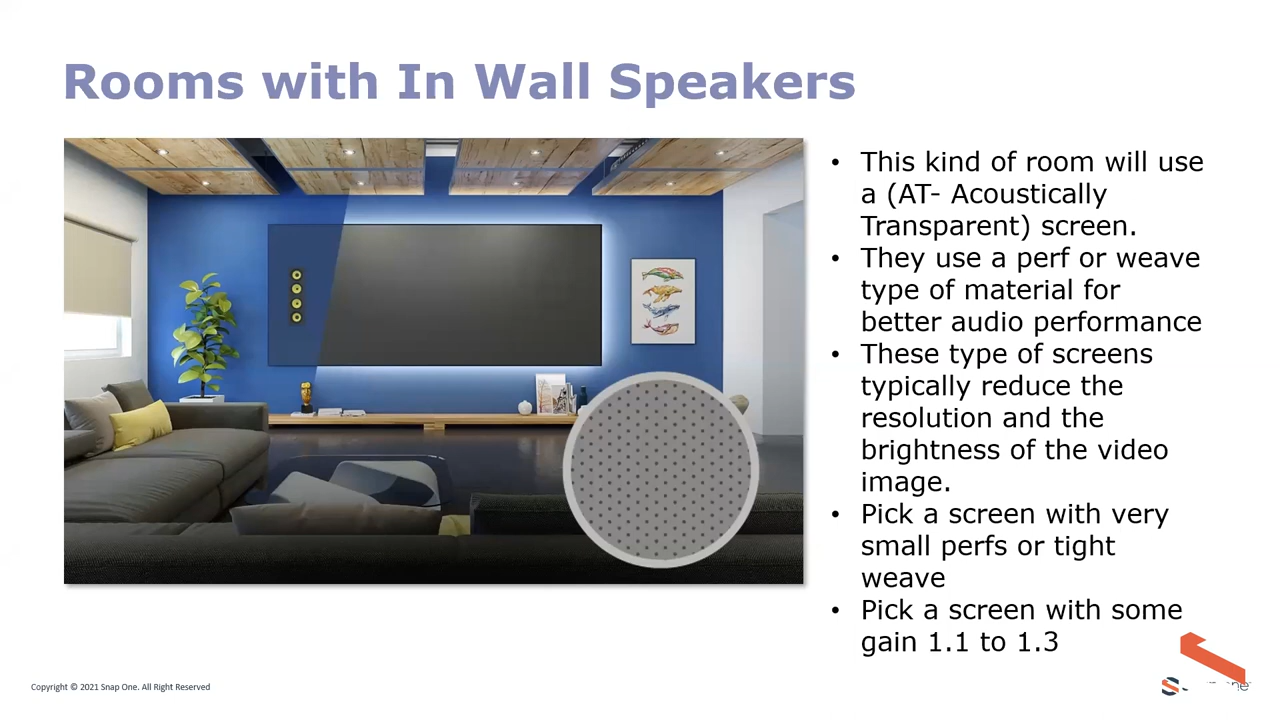 Rooms with In Wall Speakers
• This kind of room will use
a (AT- Acoustically
Transparent) screen.
• They use a perf or weave
type of material for
better audio performance
• These type of screens
typically reduce the
resolution and the
brightness of the video
image.
• Pick a screen with very
small perfs or tight
weave
• Pick a screen with some
gain 1.1 to 1.3
Copyright © 2021 Snap One. All Right Reserved